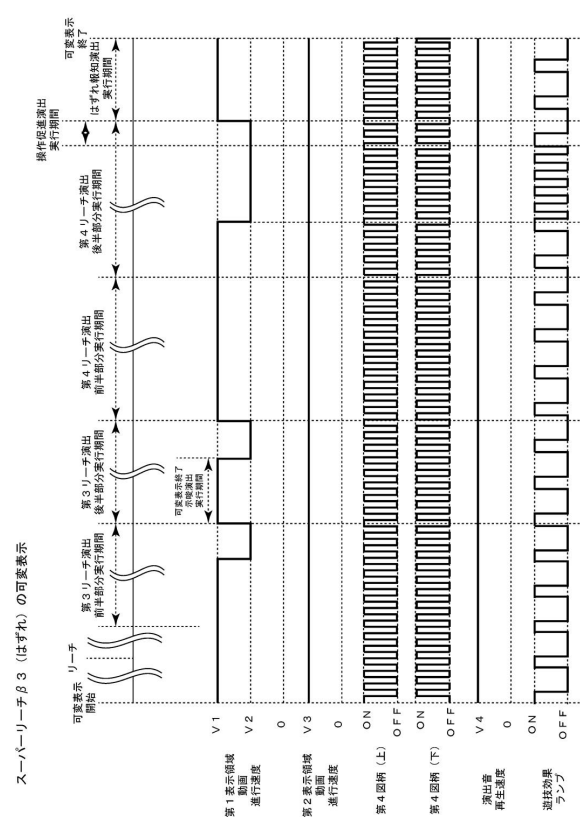 スーパーリーチβ3（はずれ）の可変表示
可変表示
開始
リーチ
第3リーチ演出
前半部分実行期間
第3リーチ演出
後半部分実行期間
可変表示終了
示唆演出
実行期間
第4リーチ演出
前半部分実行期間
第4リーチ演出
後半部分実行期間
操作促進演出
実行期間
はずれ報知演出
実行期間
可変表示
終了
第1表示領域
動画
進行速度
V1
V2
0
第2表示領域
動画
進行速度
V3
0
第4図柄（上）
ON
OFF
第4図柄（下）
ON
OFF
演出音
再生速度
V4
0
遊技効果
ランプ
ON
OFF